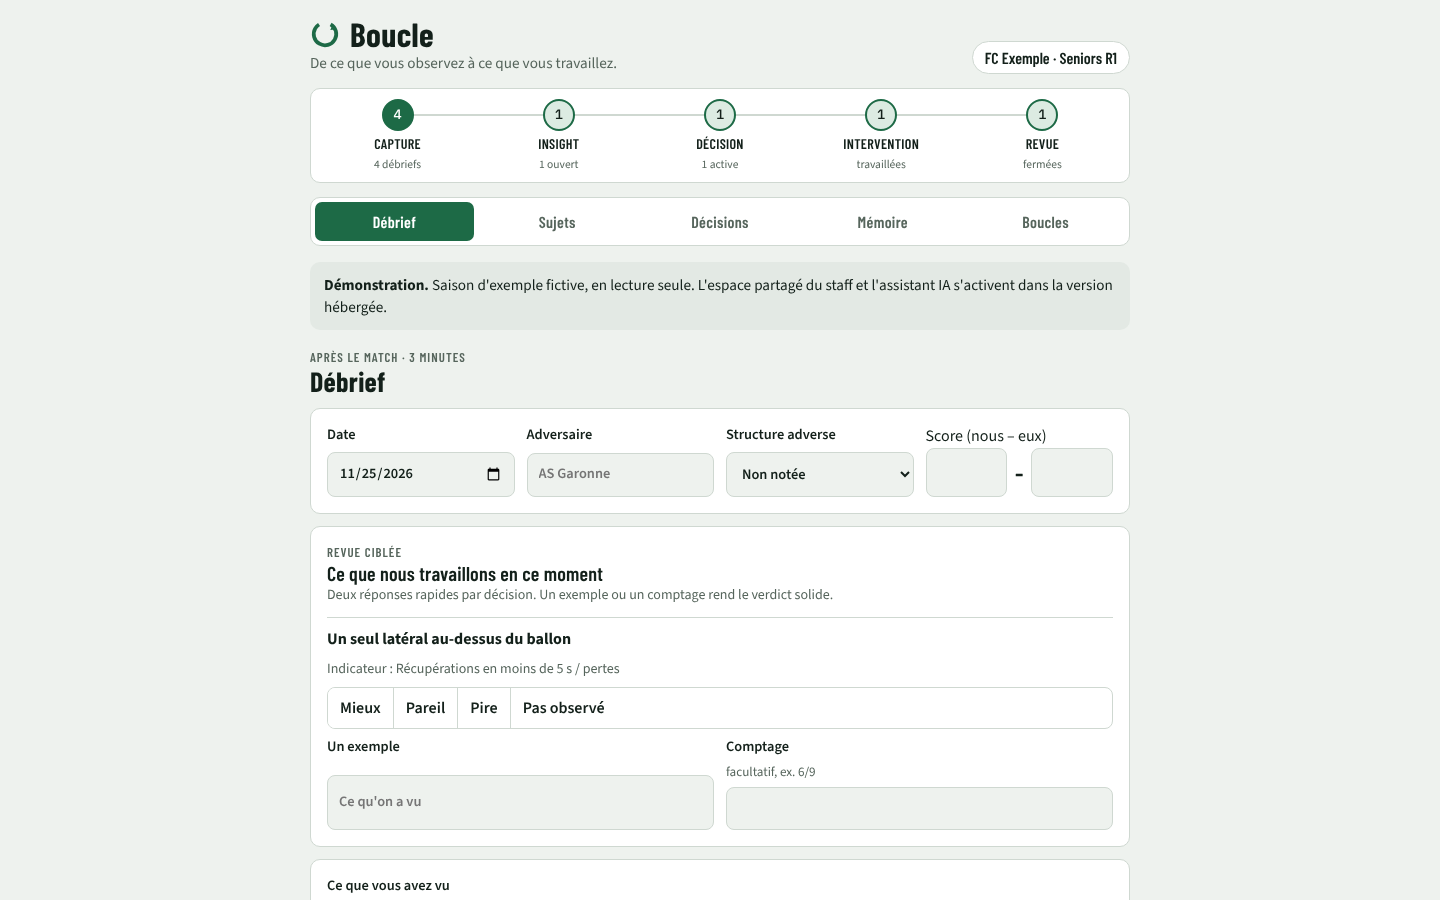 Boucle
De ce que vous observez à ce que vous travaillez.
FC Exemple · Seniors R1
4
1
1
1
1
CAPTURE
INSIGHT
DÉCISION
INTERVENTION
REVUE
4 débriefs
1 ouvert
1 active
travaillées
fermées
Débrief
Sujets
Décisions
Mémoire
Boucles
Démonstration. Saison d'exemple fictive, en lecture seule. L'espace partagé du staff et l'assistant IA s'activent dans la version
hébergée.
APRÈS LE MATCH · 3 MINUTES
Débrief
Date
Adversaire
Structure adverse
Score (nous – eux)
11/25/2026
AS Garonne
Non notée
–
REVUE CIBLÉE
Ce que nous travaillons en ce moment
Deux réponses rapides par décision. Un exemple ou un comptage rend le verdict solide.
Un seul latéral au-dessus du ballon
Indicateur : Récupérations en moins de 5 s / pertes
Mieux
Pareil
Pire
Pas observé
Un exemple
Comptage
facultatif, ex. 6/9
Ce qu'on a vu
Ce que vous avez vu